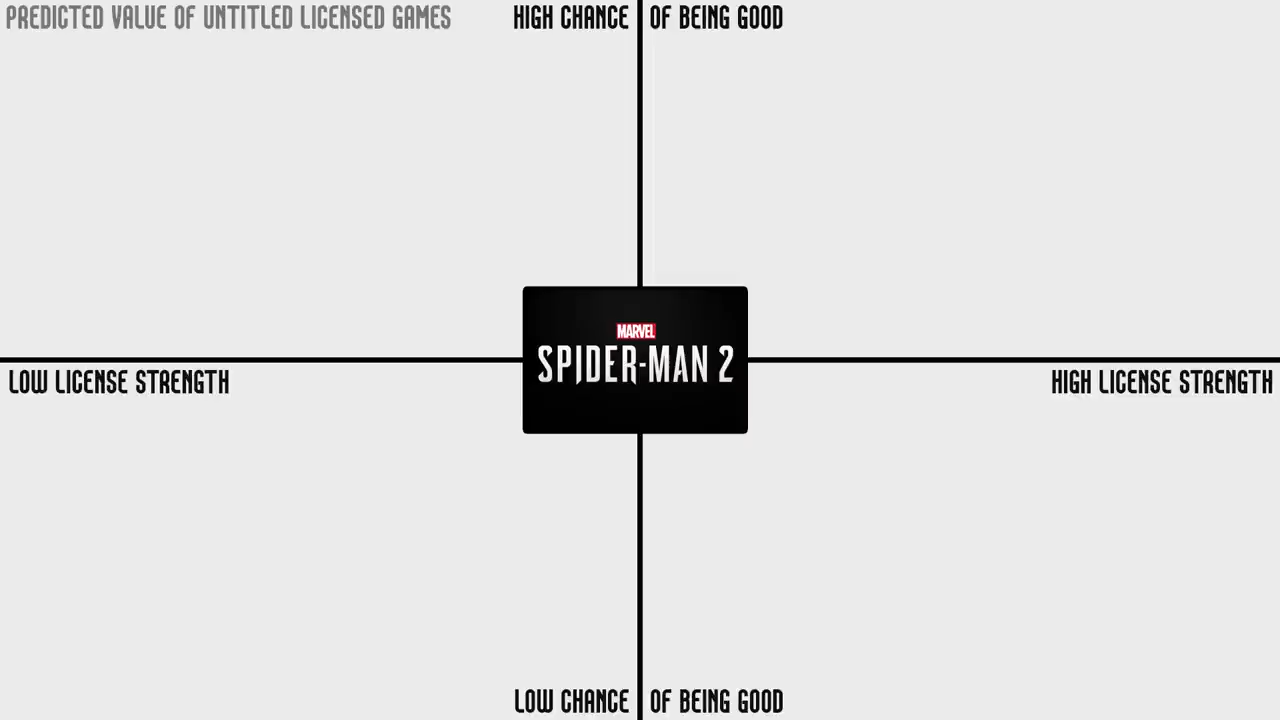 PREDICTED VALUE OF UNTITLED LICENSED GAMES
HIGH CHANCE OF BEING GOOD
MARVEL
SPIDER-MAN 2
LOW LICENSE STRENGTH
HIGH LICENSE STRENGTH
LOW CHANCE OF BEING GOOD